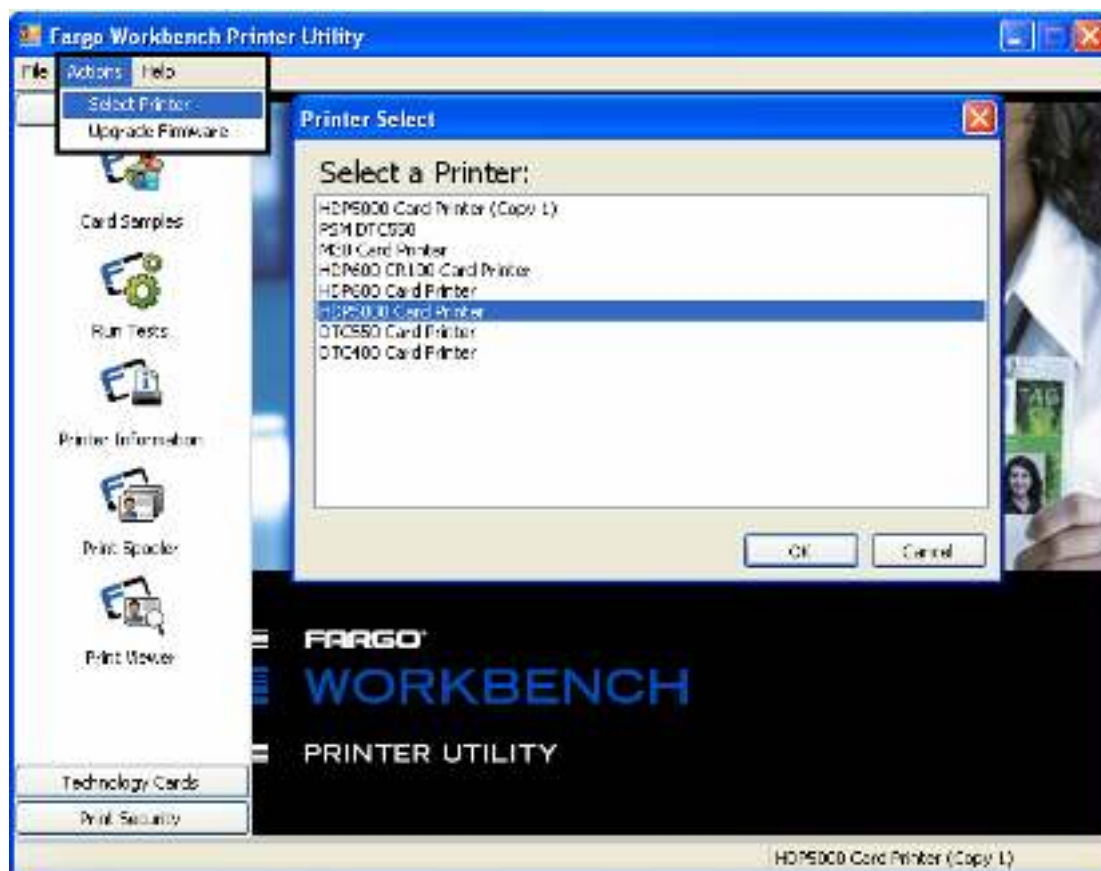 Fargo Workbench Printer Utility
File Actions Help
Select Printer
Upgrade Firmware
Card Samples
Run Tests
Printer Information
Print Spooler
Print Viewer
Technology Cards
Print Security
Printer Select
Select a Printer:
HDP5000 Card Printer (Copy 1)
PSM DTC550
M30 Card Printer
HDP600 CR100 Card Printer
HDP600 Card Printer
HDP5000 Card Printer
DTC550 Card Printer
DTC400 Card Printer
OK Cancel
TAG
FARGO
WORKBENCH
PRINTER UTILITY
HDP5000 Card Printer (Copy 1)